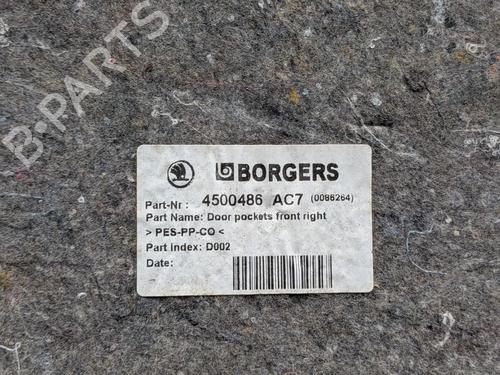 B-PARTS
BORGERS
Part-Nr: 4500486 AC7 (0086264)
Part Name: Door pockets front right
> PES-PP-CO <
Part Index: D002
Date: